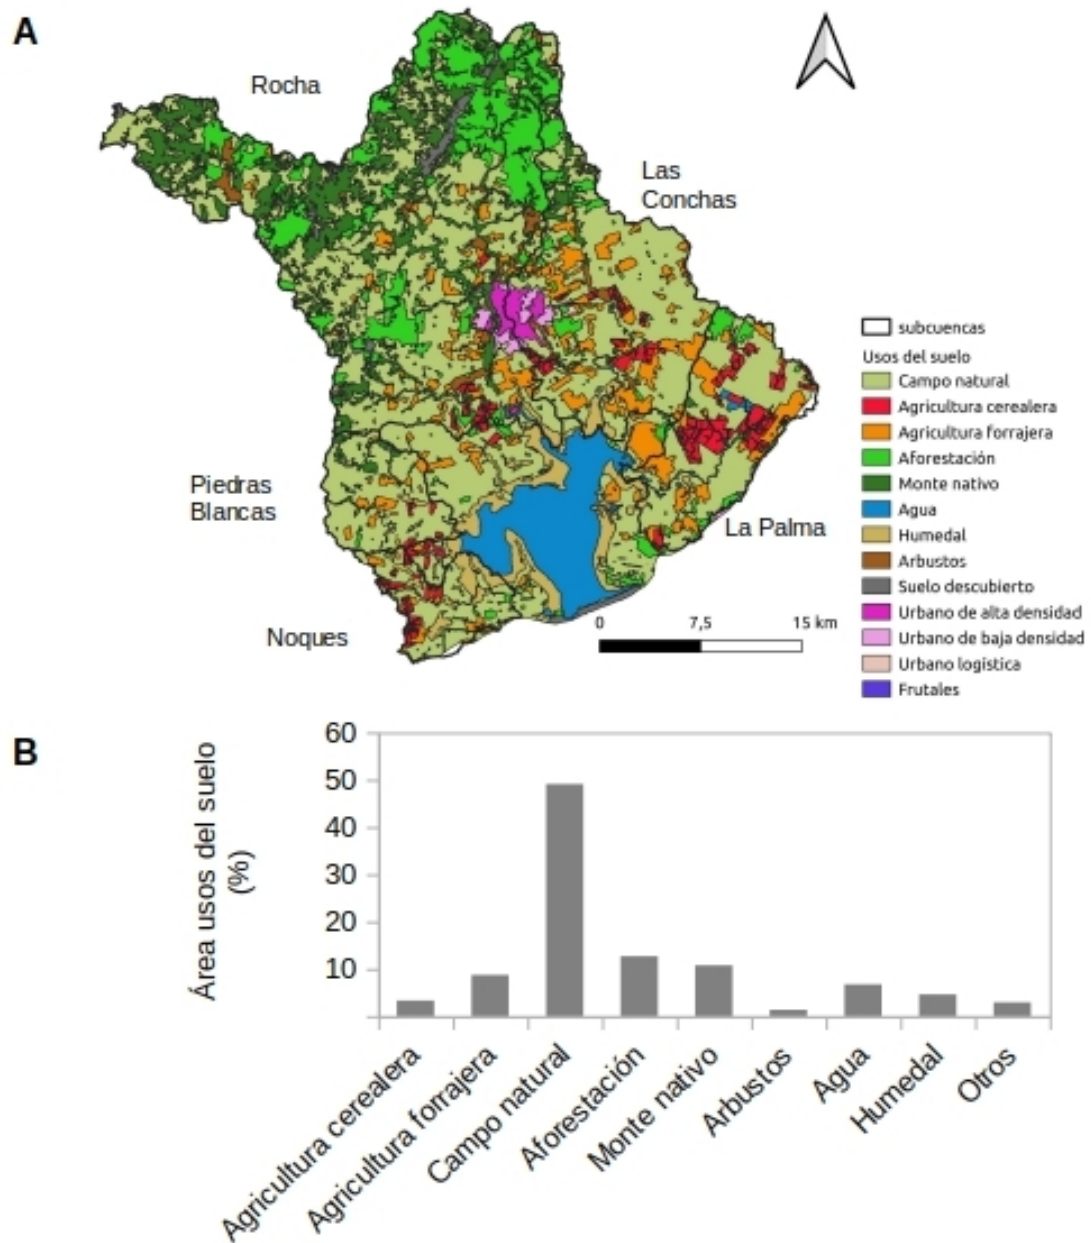 A
Rocha
Las
Conchas
Piedras
Blancas
La Palma
Noques
0 7,5 15 km
subcuencas
Usos del suelo
Campo natural
Agricultura cerealera
Agricultura forrajera
Aforestación
Monte nativo
Agua
Humedal
Arbustos
Suelo descubierto
Urbano de alta densidad
Urbano de baja densidad
Urbano logística
Frutales
B
Área usos del suelo
(%)
60
50
40
30
20
10
Agricultura cerealera
Agricultura forrajera
Campo natural
Aforestación
Monte nativo
Arbustos
Agua
Humedal
Otros